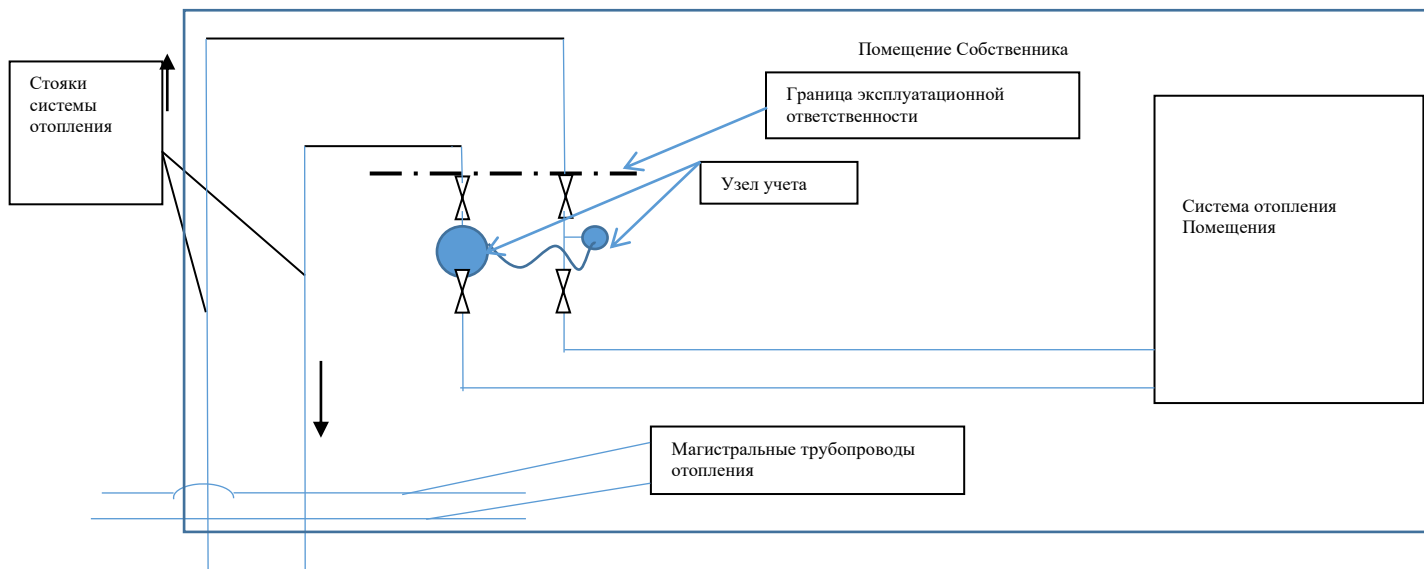 Помещение Собственника
Стояки
системы
отопления
Граница эксплуатационной
ответственности
Узел учета
Система отопления
Помещения
Магистральные трубопроводы
отопления